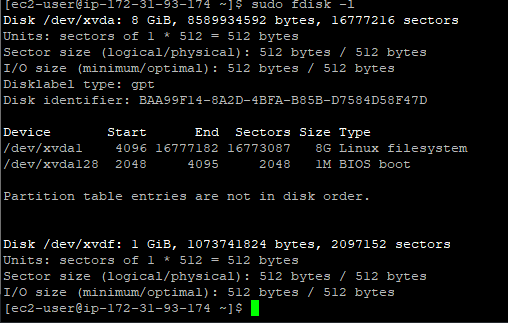 [ec2-user@ip-172-31-93-174 ~]$ sudo fdisk -l
Disk /dev/xvda: 8 GiB, 8589934592 bytes, 16777216 sectors
Units: sectors of 1 * 512 = 512 bytes
Sector size (logical/physical): 512 bytes / 512 bytes
I/O size (minimum/optimal): 512 bytes / 512 bytes
Disklabel type: gpt
Disk identifier: BAA99F14-8A2D-4BFA-B85B-D7584D58F47D
Device Start End Sectors Size Type
/dev/xvda1 4096 16777182 16773087 8G Linux filesystem
/dev/xvda128 2048 4095 2048 1M BIOS boot
Partition table entries are not in disk order.
Disk /dev/xvdf: 1 GiB, 1073741824 bytes, 2097152 sectors
Units: sectors of 1 * 512 = 512 bytes
Sector size (logical/physical): 512 bytes / 512 bytes
I/O size (minimum/optimal): 512 bytes / 512 bytes
[ec2-user@ip-172-31-93-174 ~]$